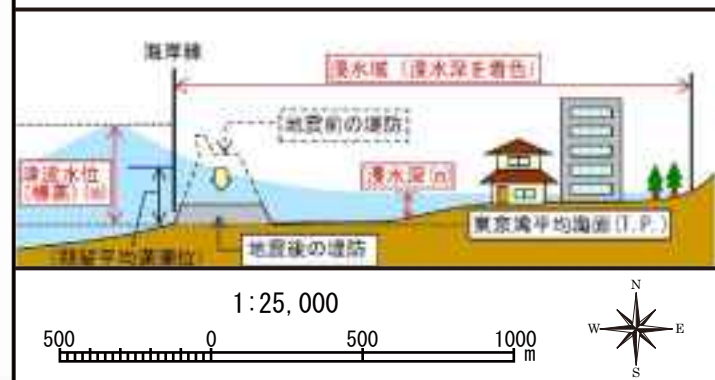 海岸線
浸水域（浸水深を着色）
地震前の堤防
津波水位
(標高)(m)
浸水深(m)
東京湾平均海面(T.P.)
地震後の堤防
1:25,000
500 0 500 1000
m
N
W E
S